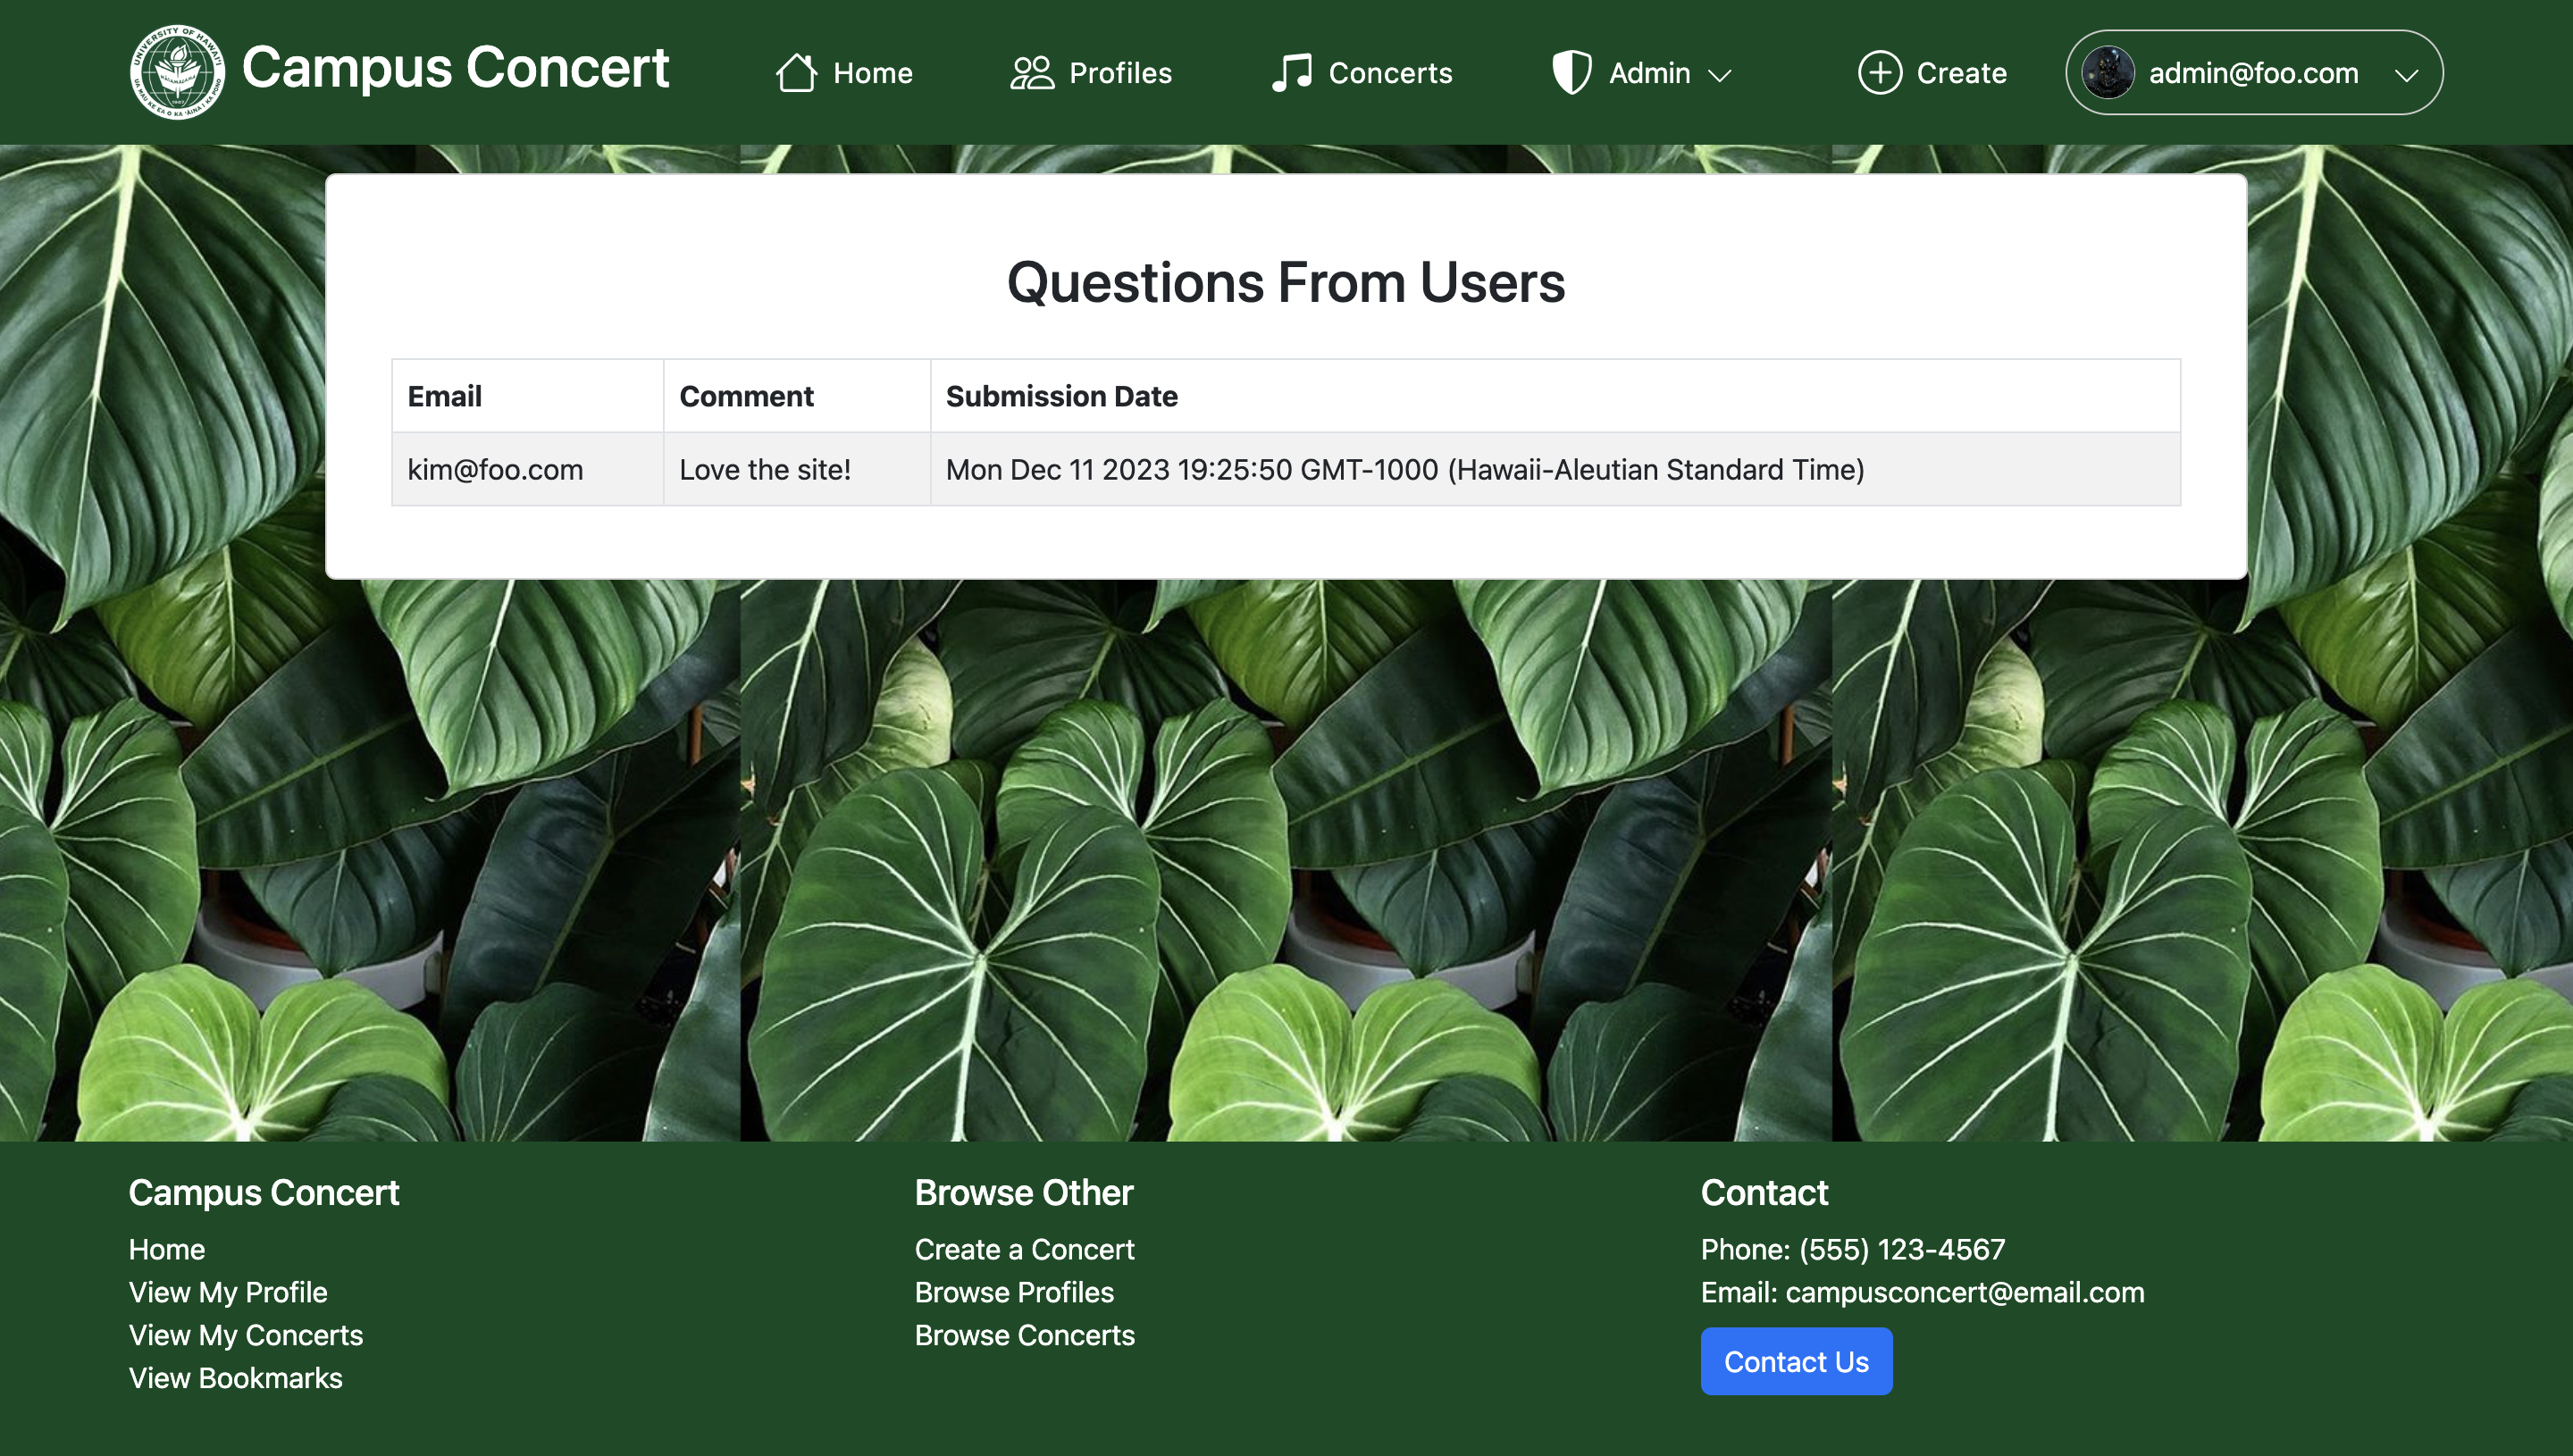 UNIVERSITY OF HAWAI'I
Campus Concert
Home
Profiles
Concerts
Admin
Create
admin@foo.com
Questions From Users
Email Comment Submission Date
kim@foo.com Love the site! Mon Dec 11 2023 19:25:50 GMT-1000 (Hawaii-Aleutian Standard Time)
Campus Concert
Home
View My Profile
View My Concerts
View Bookmarks
Browse Other
Create a Concert
Browse Profiles
Browse Concerts
Contact
Phone: (555) 123-4567
Email: campusconcert@email.com
Contact Us